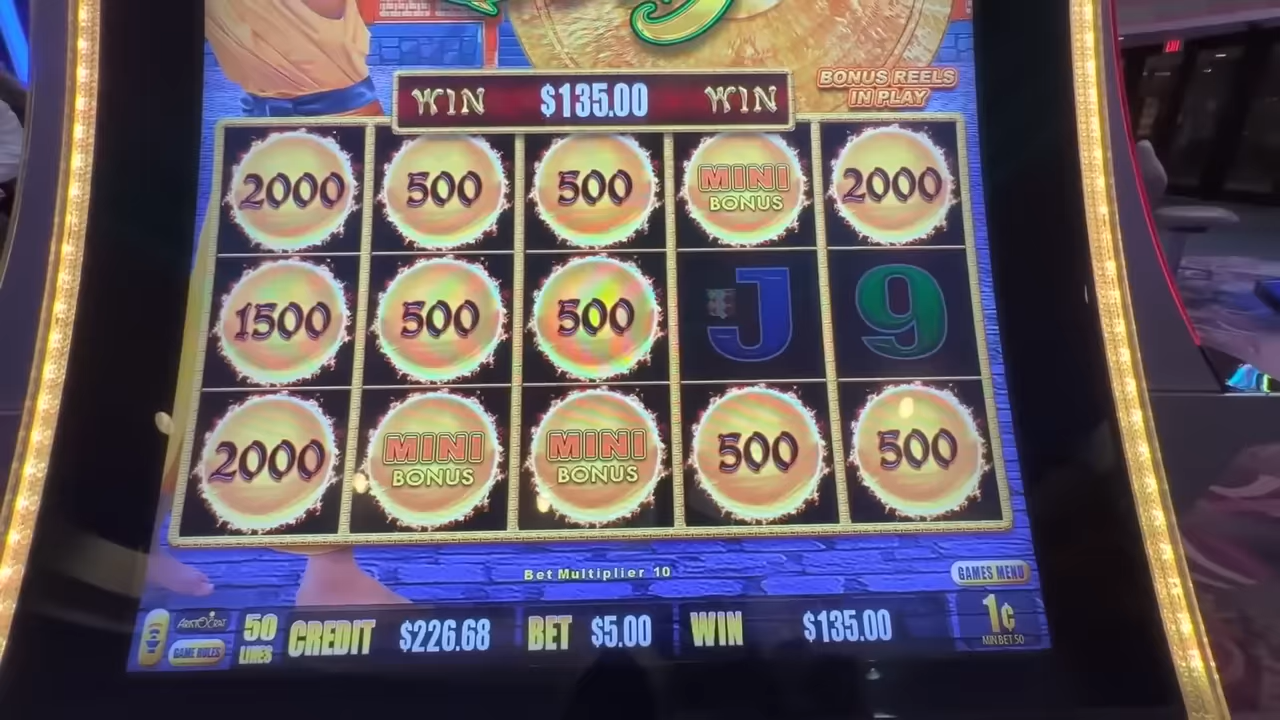 WIN $135.00 WIN
BONUS REELS
IN PLAY
2000 500 500 MINI BONUS 2000
1500 500 500 J 9
2000 MINI BONUS MINI BONUS 500 500
Bet Multiplier 10
GAMES MENU
ARISTOCRAT
GAME RULES
50
LINES
CREDIT $226.68 BET $5.00 WIN $135.00
1¢
MIN BET 50